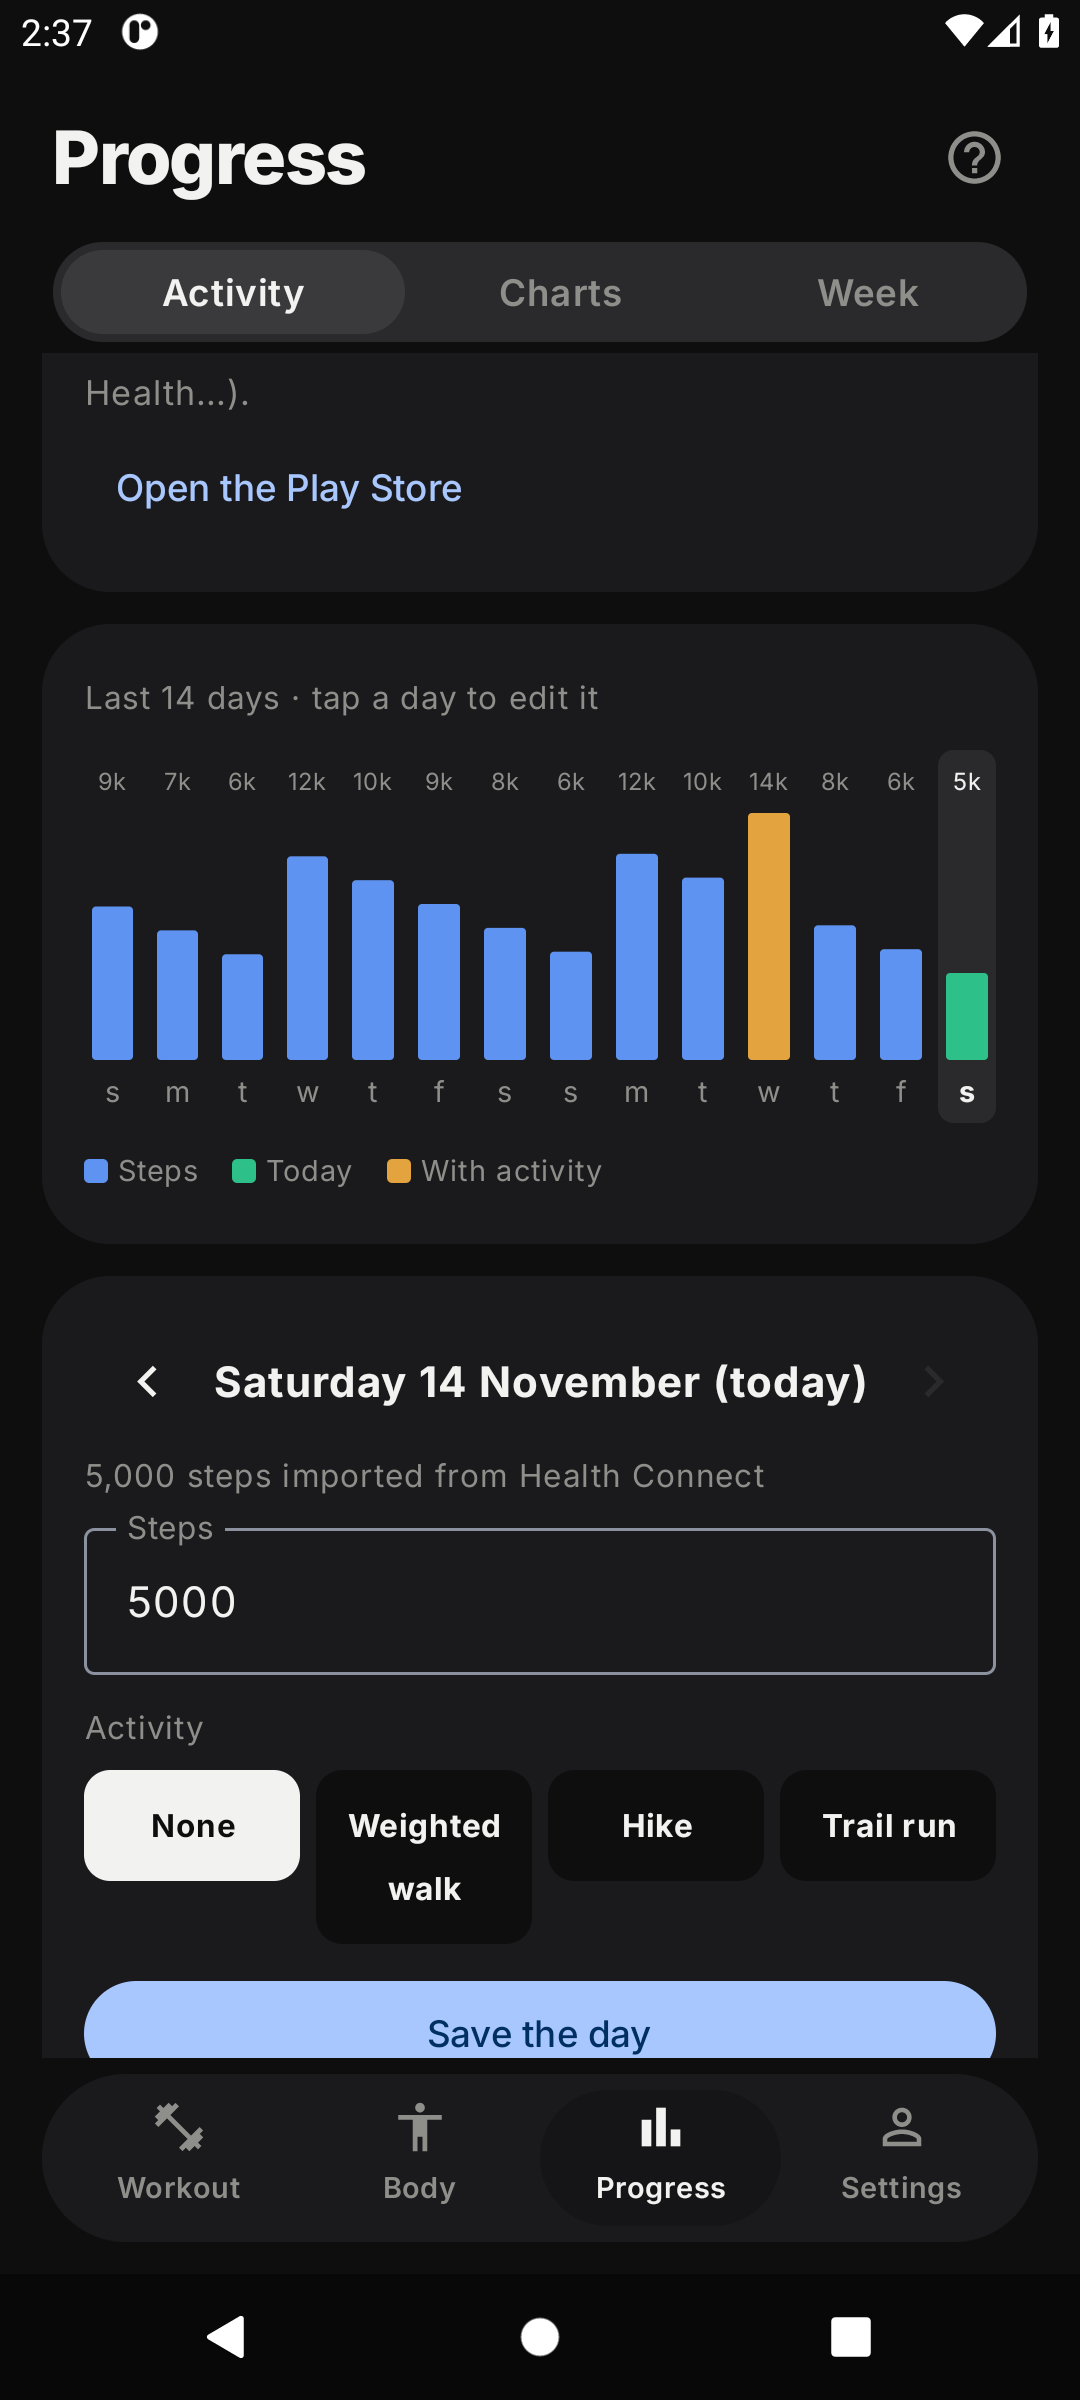 2:37
Progress
Activity Charts Week
Health...).
Open the Play Store
Last 14 days · tap a day to edit it
9k 7k 6k 12k 10k 9k 8k 6k 12k 10k 14k 8k 6k 5k
s m t w t f s s m t w t f s
Steps Today With activity
Saturday 14 November (today)
5,000 steps imported from Health Connect
Steps
5000
Activity
None Weighted walk Hike Trail run
Save the day
Workout Body Progress Settings